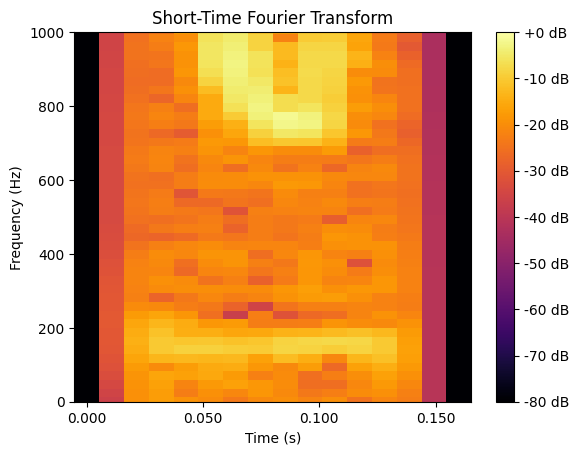 Short-Time Fourier Transform
1000
800
600
400
200
0
Frequency (Hz)
0.000
0.050
0.100
0.150
Time (s)
+0 dB
-10 dB
-20 dB
-30 dB
-40 dB
-50 dB
-60 dB
-70 dB
-80 dB